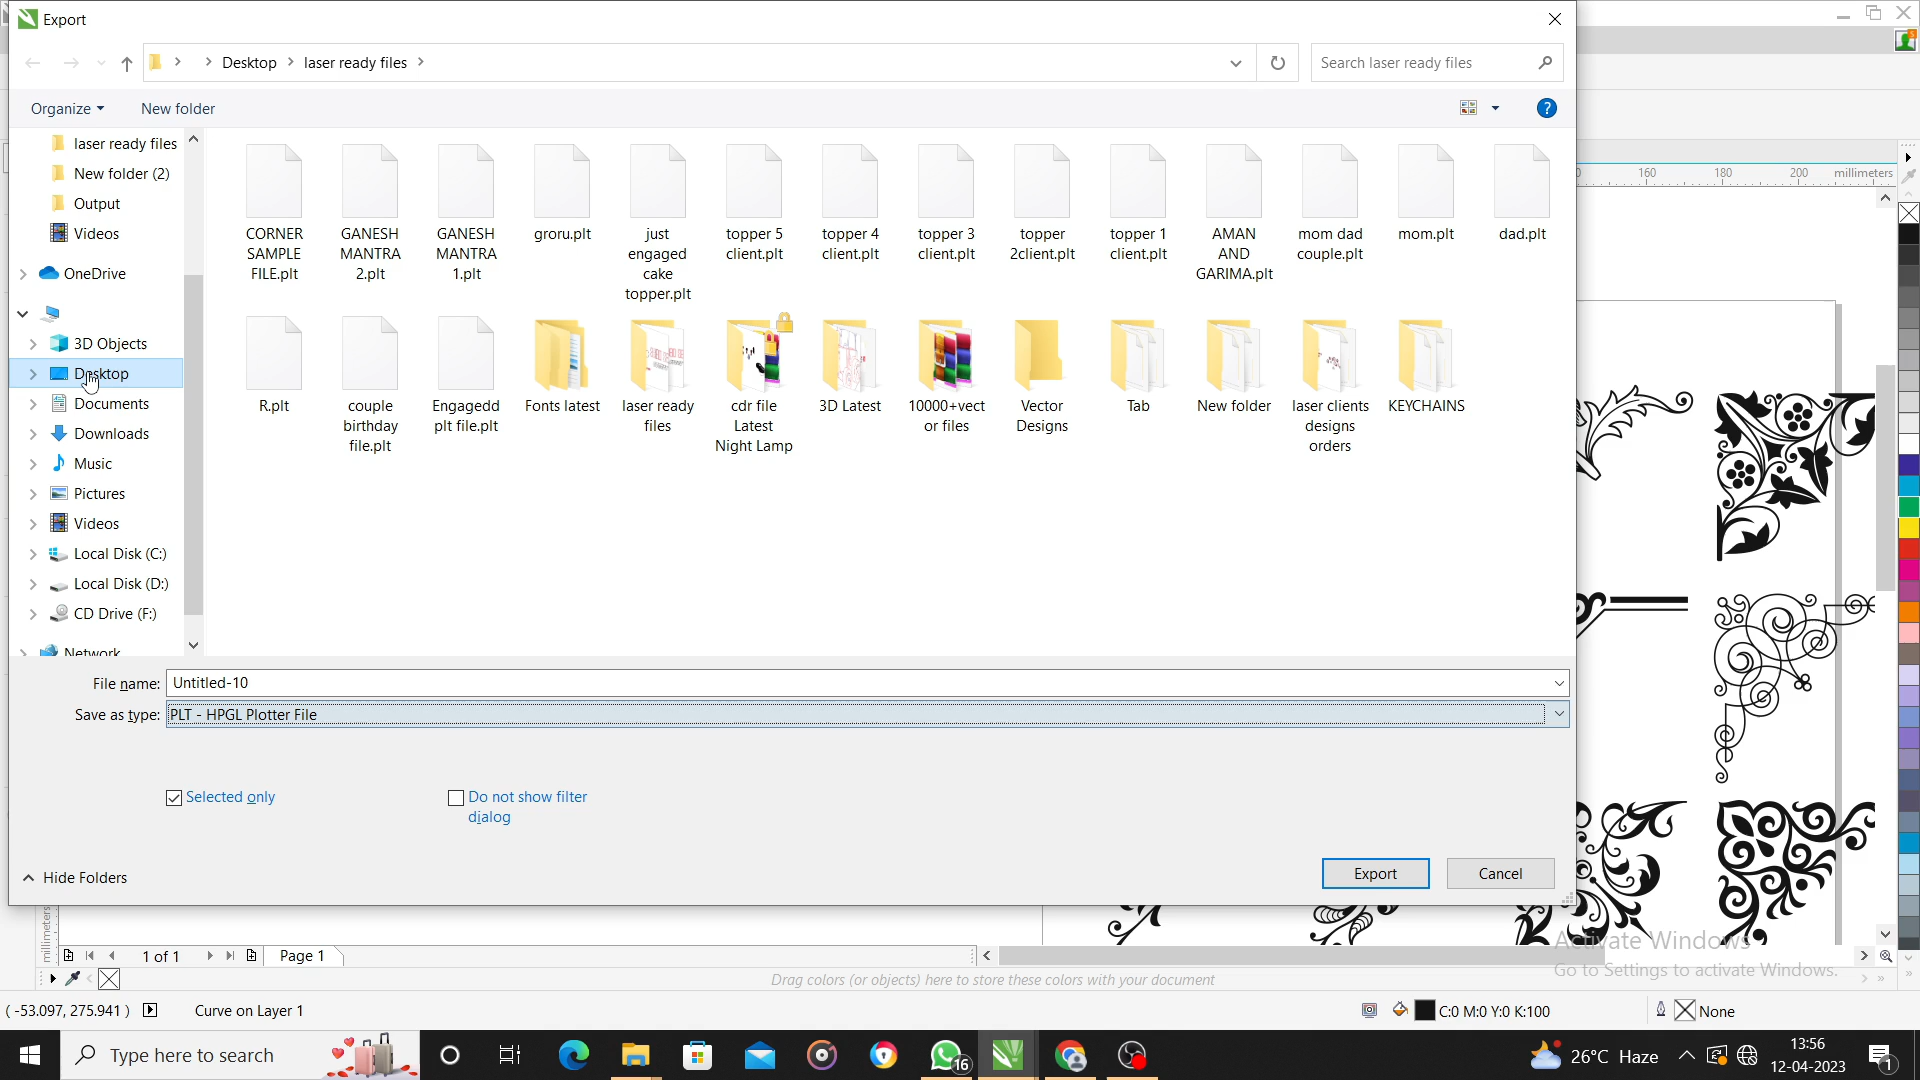 Export
Desktop
laser ready files
Search laser ready files
Organize
New folder
laser ready files
New folder (2)
Output
Videos
OneDrive
3D Objects
Desktop
Documents
Downloads
Music
Pictures
Videos
Local Disk (C:)
Local Disk (D:)
CD Drive (F:)
Network
CORNER
SAMPLE
FILE.plt
GANESH
MANTRA
2.plt
GANESH
MANTRA
1.plt
groru.plt
just
engaged
cake
topper.plt
topper 5
client.plt
topper 4
client.plt
topper 3
client.plt
topper
2client.plt
topper 1
client.plt
AMAN
AND
GARIMA.plt
mom dad
couple.plt
mom.plt
dad.plt
R.plt
couple
birthday
file.plt
Engagedd
plt file.plt
Fonts latest
laser ready
files
cdr file
Latest
Night Lamp
3D Latest
10000+vect
or files
Vector
Designs
Tab
New folder
laser clients
designs
orders
KEYCHAINS
File name:
Untitled-10
Save as type:
PLT - HPGL Plotter File
Selected only
Do not show filter
dialog
Hide Folders
Export
Cancel
160
180
200
millimeters
millimeters
1 of 1
Page 1
Drag colors (or objects) here to store these colors with your document
Activate Windows
Go to Settings to activate Windows.
( -53.097, 275.941 )
Curve on Layer 1
C:0 M:0 Y:0 K:100
None
Type here to search
16
26°C Haze
13:56
12-04-2023
1